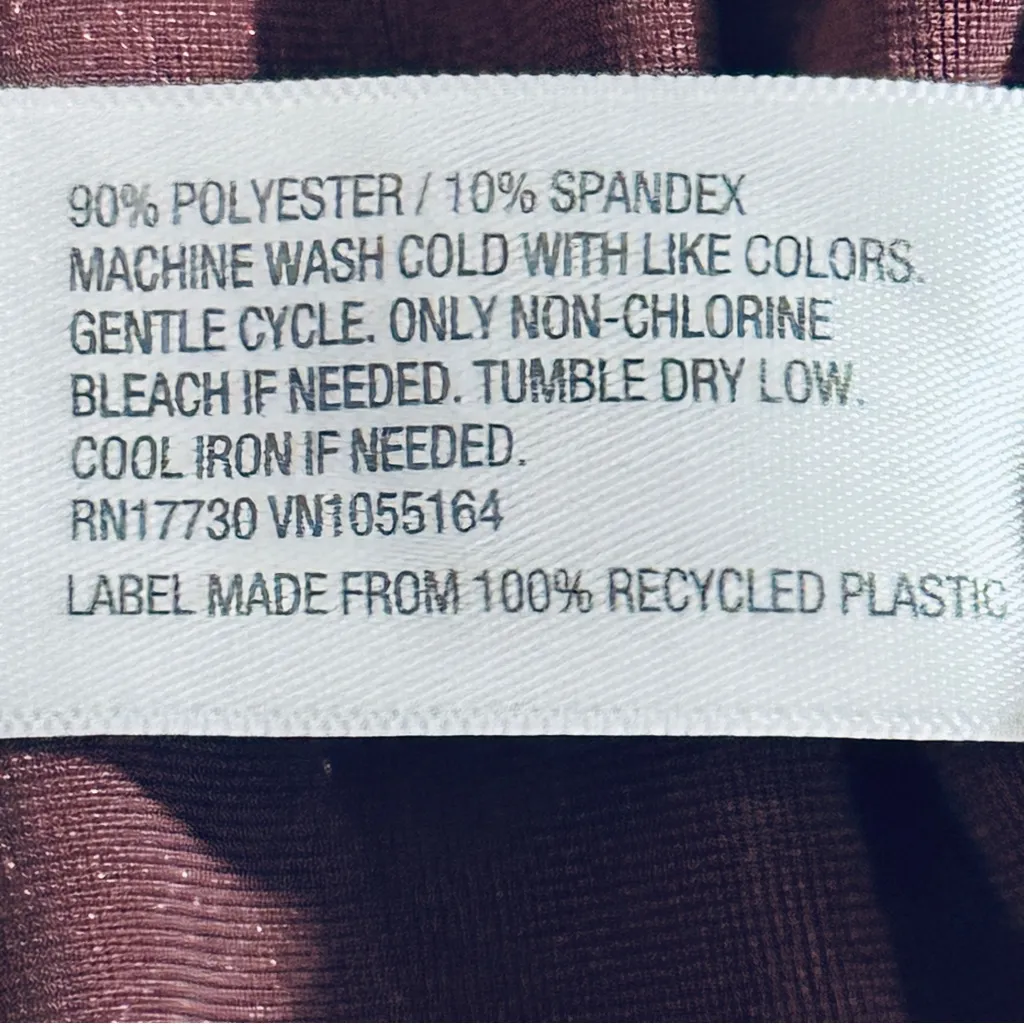 90% POLYESTER / 10% SPANDEX
MACHINE WASH COLD WITH LIKE COLORS.
GENTLE CYCLE. ONLY NON-CHLORINE
BLEACH IF NEEDED. TUMBLE DRY LOW.
COOL IRON IF NEEDED.
RN17730 VN1055164
LABEL MADE FROM 100% RECYCLED PLASTIC